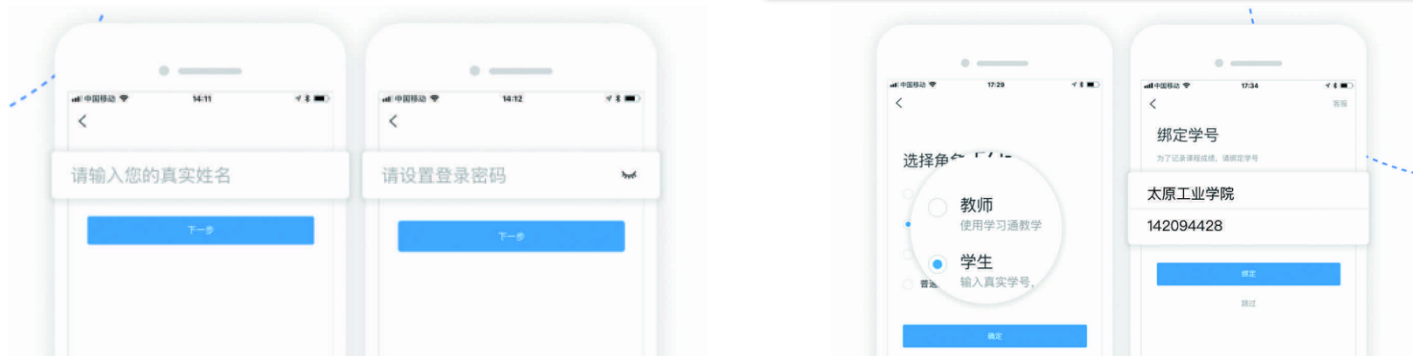 中国移动
14:11
请输入您的真实姓名
下一步
中国移动
14:12
请设置登录密码
下一步
中国移动
17:29
选择角
教师
使用学习通教学
学生
输入真实学号,
普通
确定
中国移动
17:34
客服
绑定学号
为了记录课程成绩,请绑定学号
太原工业学院
142094428
绑定
跳过